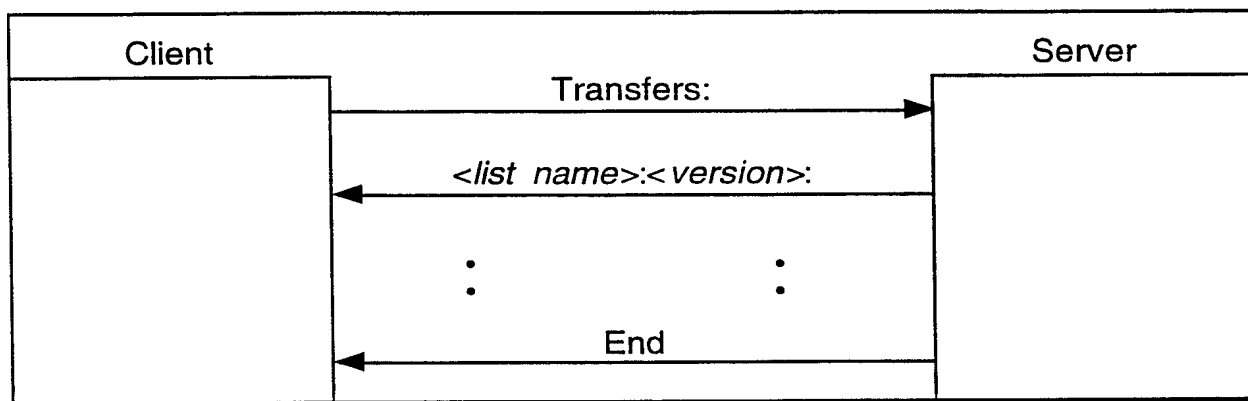 Client
Server
Transfers:
<list name>:<version>:
: :
End